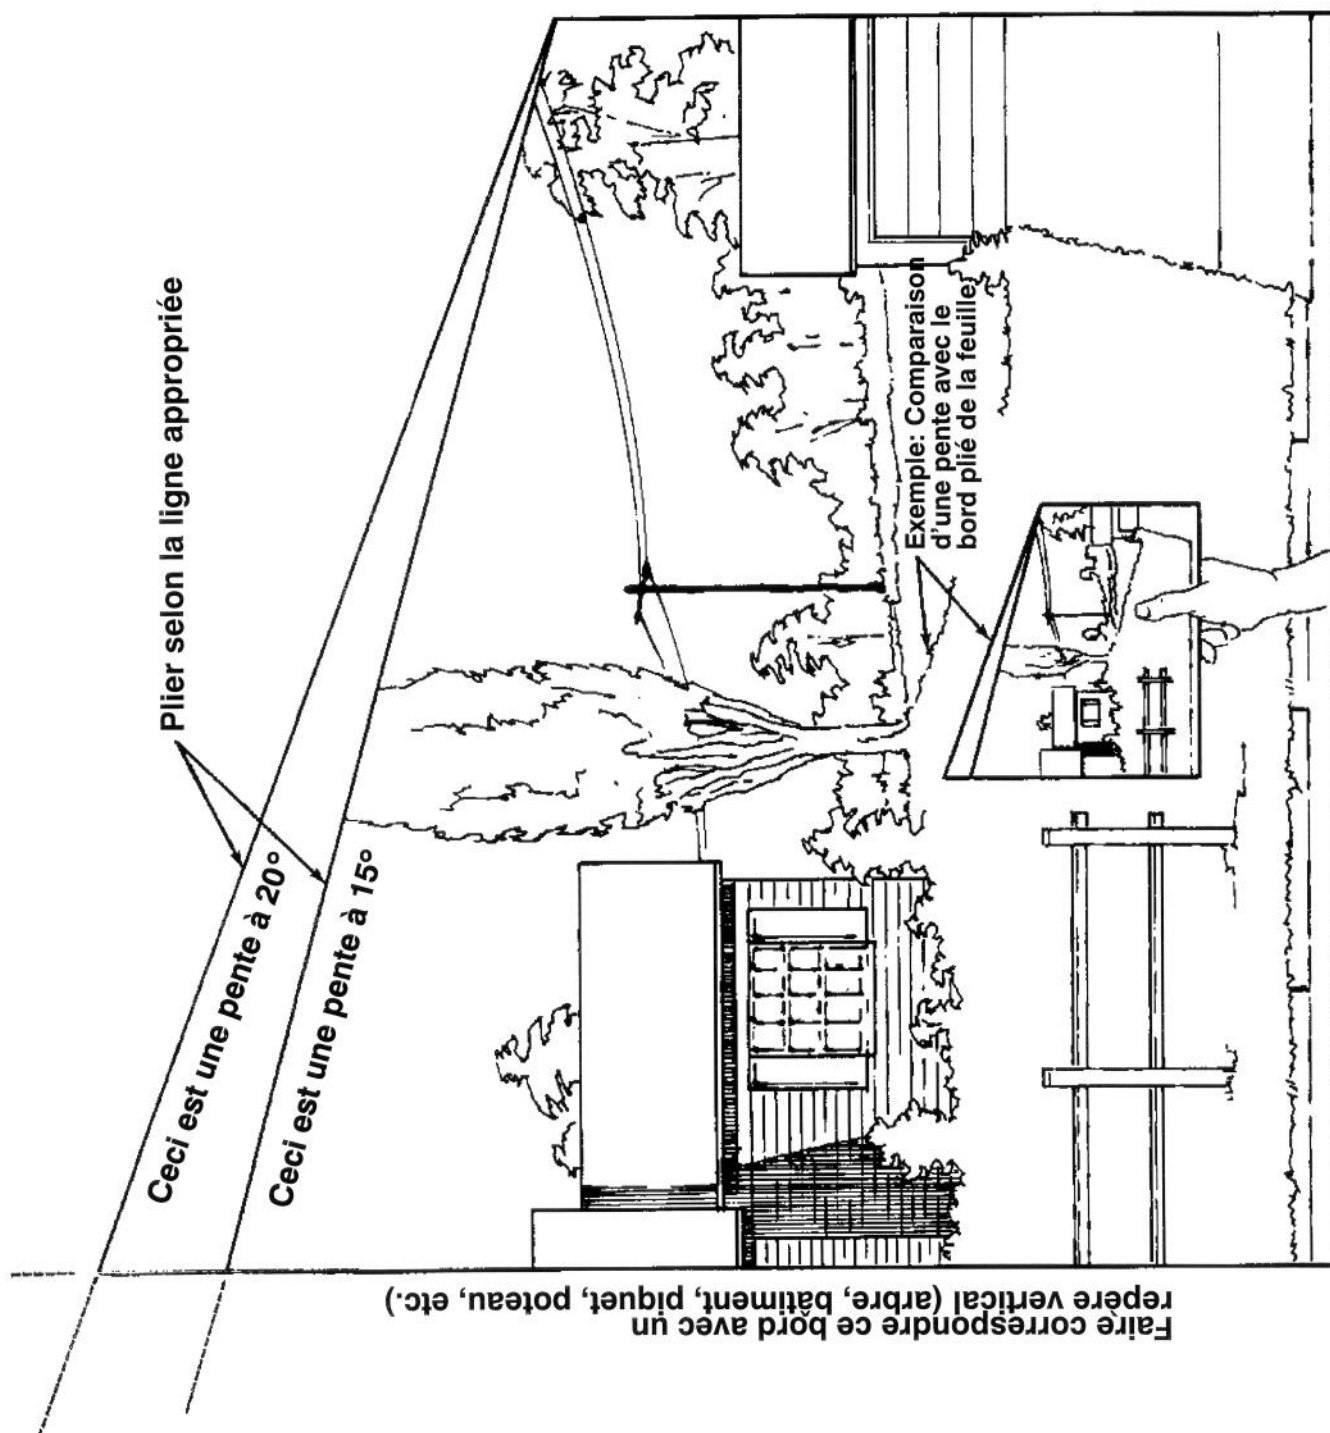 Plier selon la ligne appropriée
Ceci est une pente à 20°
Ceci est une pente à 15°
Exemple: Comparaison
d'une pente avec le
bord plié de la feuille
Faire correspondre ce bord avec un
repère vertical (arbre, bâtiment, piquet, poteau, etc.)